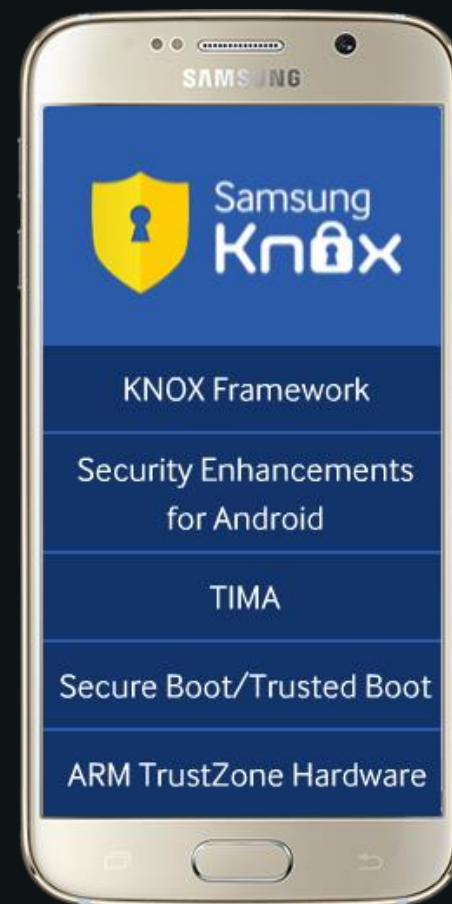 SAMSUNG
Samsung
Knox
KNOX Framework
Security Enhancements
for Android
TIMA
Secure Boot/Trusted Boot
ARM TrustZone Hardware